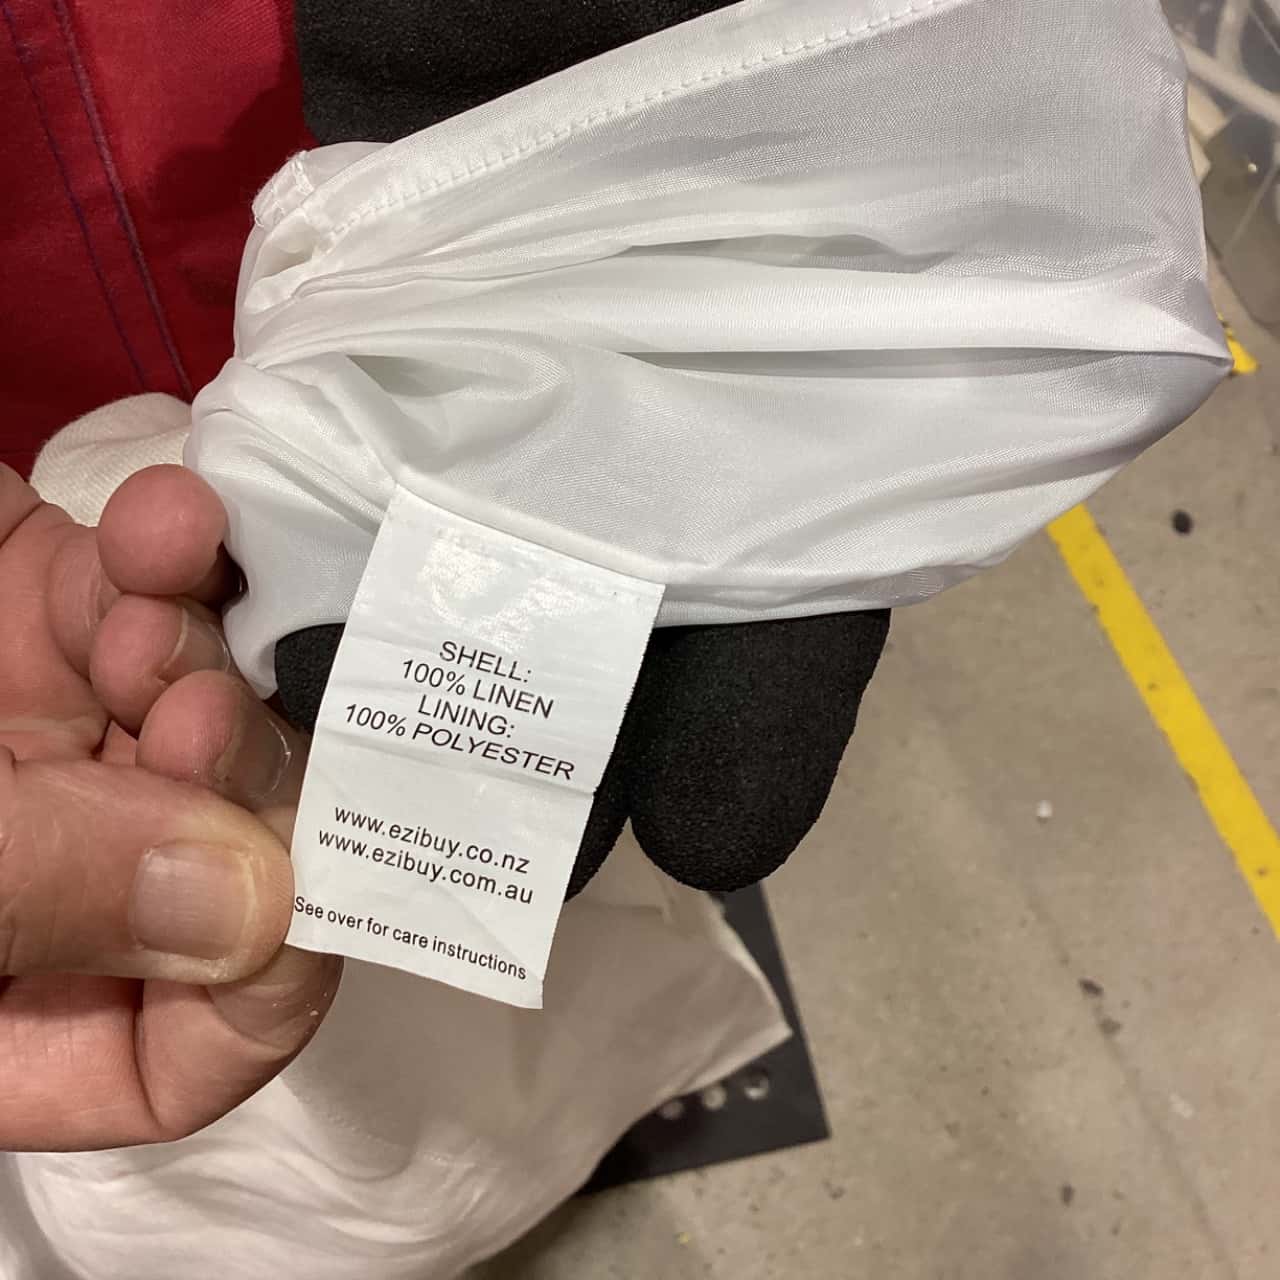 SHELL:
100% LINEN
LINING:
100% POLYESTER
www.ezibuy.co.nz
www.ezibuy.com.au
See over for care instructions